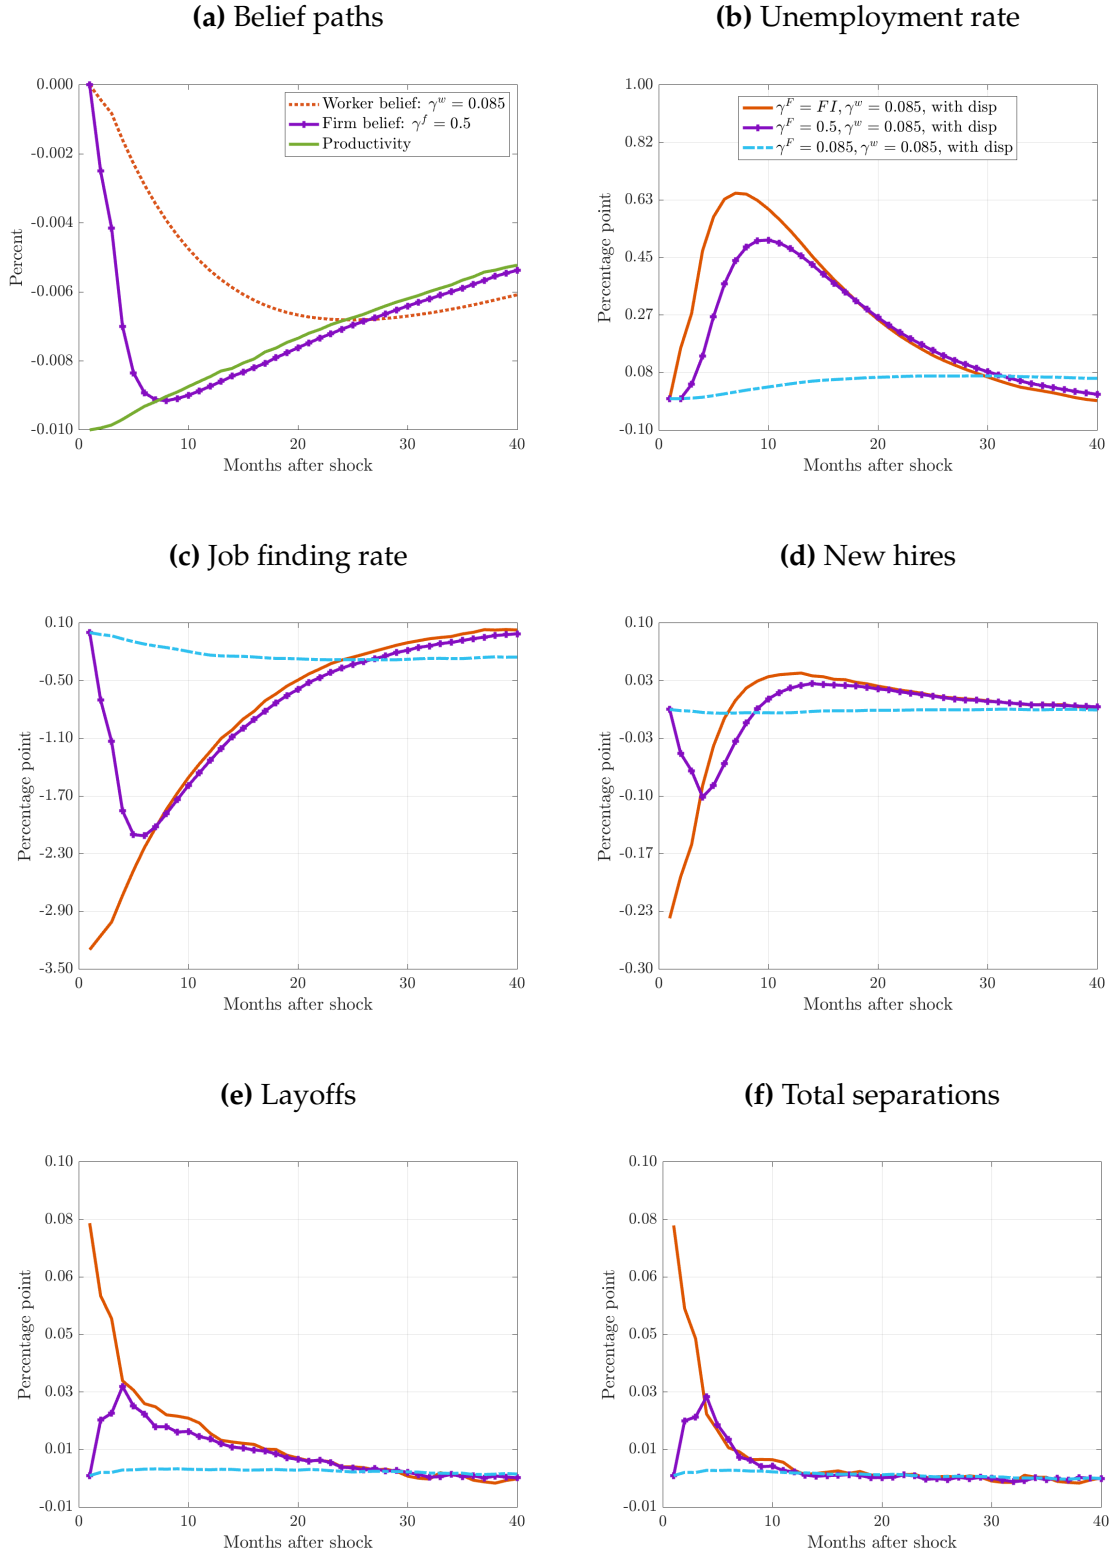 (a) Belief paths
0.000
-0.002
-0.004
-0.006
-0.008
-0.010
Percent
Worker belief: γ^w = 0.085
Firm belief: γ^f = 0.5
Productivity
0 10 20 30 40
Months after shock
(b) Unemployment rate
1.00
0.82
0.63
0.45
0.27
0.08
-0.10
Percentage point
γ^F = FI, γ^w = 0.085, with disp
γ^F = 0.5, γ^w = 0.085, with disp
γ^F = 0.085, γ^w = 0.085, with disp
0 10 20 30 40
Months after shock
(c) Job finding rate
0.10
-0.50
-1.10
-1.70
-2.30
-2.90
-3.50
Percentage point
0 10 20 30 40
Months after shock
(d) New hires
0.10
0.03
-0.03
-0.10
-0.17
-0.23
-0.30
Percentage point
0 10 20 30 40
Months after shock
(e) Layoffs
0.10
0.08
0.06
0.05
0.03
0.01
-0.01
Percentage point
0 10 20 30 40
Months after shock
(f) Total separations
0.10
0.08
0.06
0.05
0.03
0.01
-0.01
Percentage point
0 10 20 30 40
Months after shock